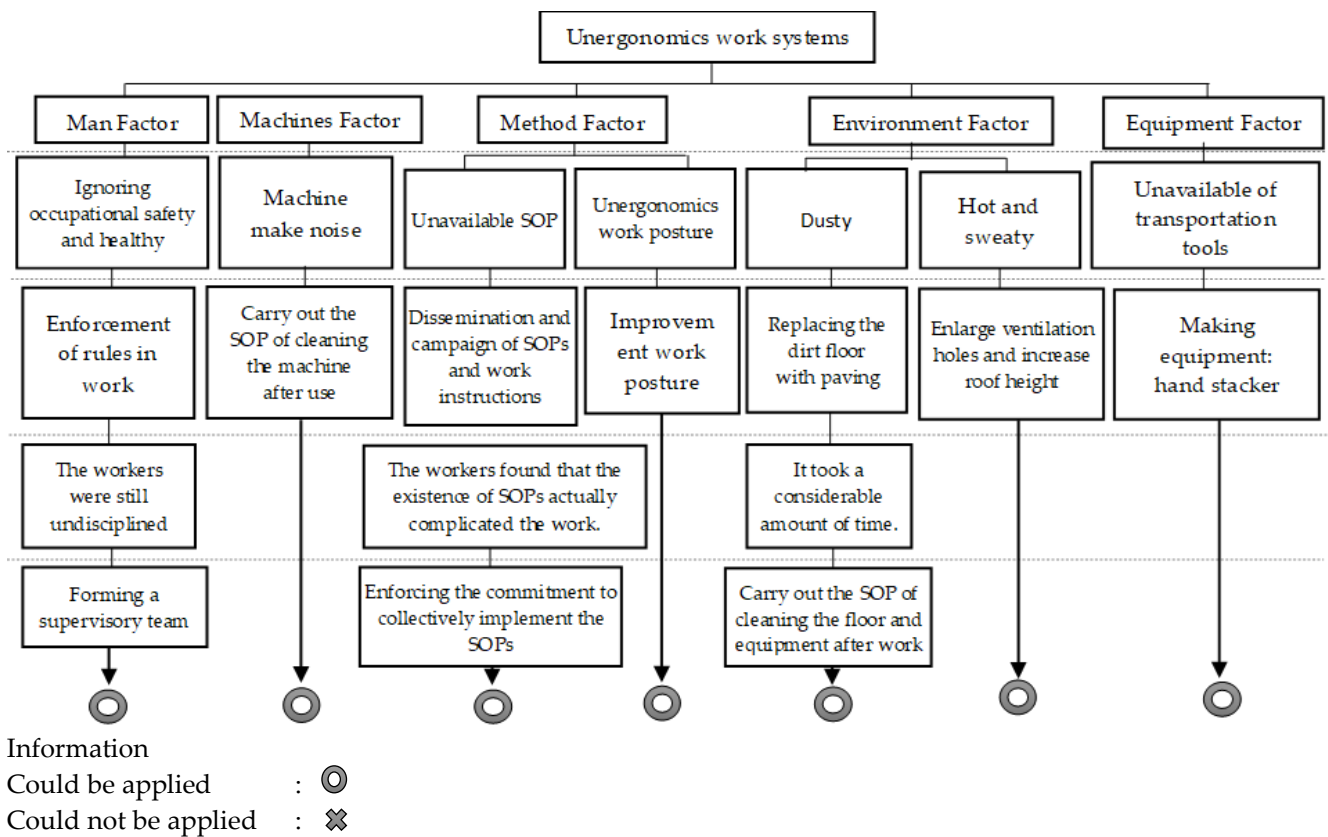 Unergonomics work systems
Man Factor
Machines Factor
Method Factor
Environment Factor
Equipment Factor
Ignoring
occupational safety
and healthy
Machine
make noise
Unavailable SOP
Unergonomics
work posture
Dusty
Hot and
sweaty
Unavailable of
transportation
tools
Enforcement
of rules in
work
Carry out the
SOP of cleaning
the machine
after use
Dissemination and
campaign of SOPs
and work
instructions
Improvem
ent work
posture
Replacing the
dirt floor
with paving
Enlarge ventilation
holes and increase
roof height
Making
equipment:
hand stacker
The workers
were still
undisciplined
The workers found that the
existence of SOPs actually
complicated the work.
It took a
considerable
amount of time.
Forming a
supervisory team
Enforcing the commitment to
collectively implement the
SOPs
Carry out the SOP of
cleaning the floor and
equipment after work
Information
Could be applied :
Could not be applied :